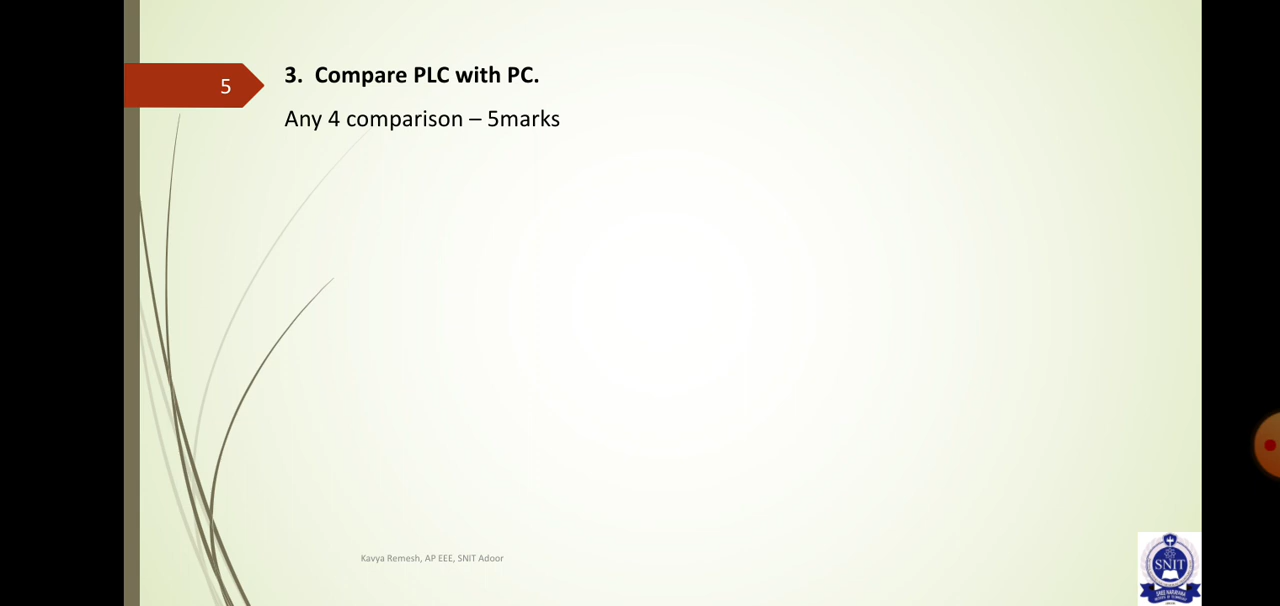 5
3. Compare PLC with PC.
Any 4 comparison – 5marks
Kavya Remesh, AP EEE, SNIT Adoor
SNIT